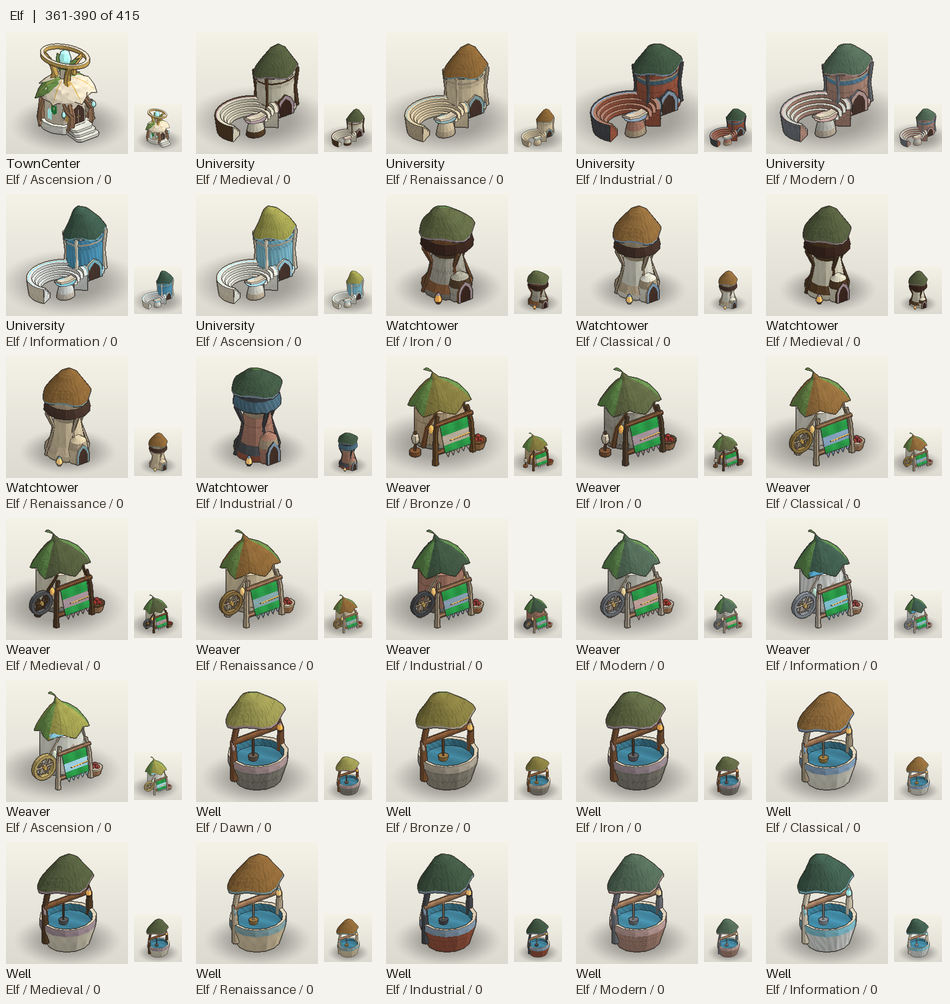 Elf | 361-390 of 415
TownCenter
Elf / Ascension / 0
University
Elf / Medieval / 0
University
Elf / Renaissance / 0
University
Elf / Industrial / 0
University
Elf / Modern / 0
University
Elf / Information / 0
University
Elf / Ascension / 0
Watchtower
Elf / Iron / 0
Watchtower
Elf / Classical / 0
Watchtower
Elf / Medieval / 0
Watchtower
Elf / Renaissance / 0
Watchtower
Elf / Industrial / 0
Weaver
Elf / Bronze / 0
Weaver
Elf / Iron / 0
Weaver
Elf / Classical / 0
Weaver
Elf / Medieval / 0
Weaver
Elf / Renaissance / 0
Weaver
Elf / Industrial / 0
Weaver
Elf / Modern / 0
Weaver
Elf / Information / 0
Weaver
Elf / Ascension / 0
Well
Elf / Dawn / 0
Well
Elf / Bronze / 0
Well
Elf / Iron / 0
Well
Elf / Classical / 0
Well
Elf / Medieval / 0
Well
Elf / Renaissance / 0
Well
Elf / Industrial / 0
Well
Elf / Modern / 0
Well
Elf / Information / 0